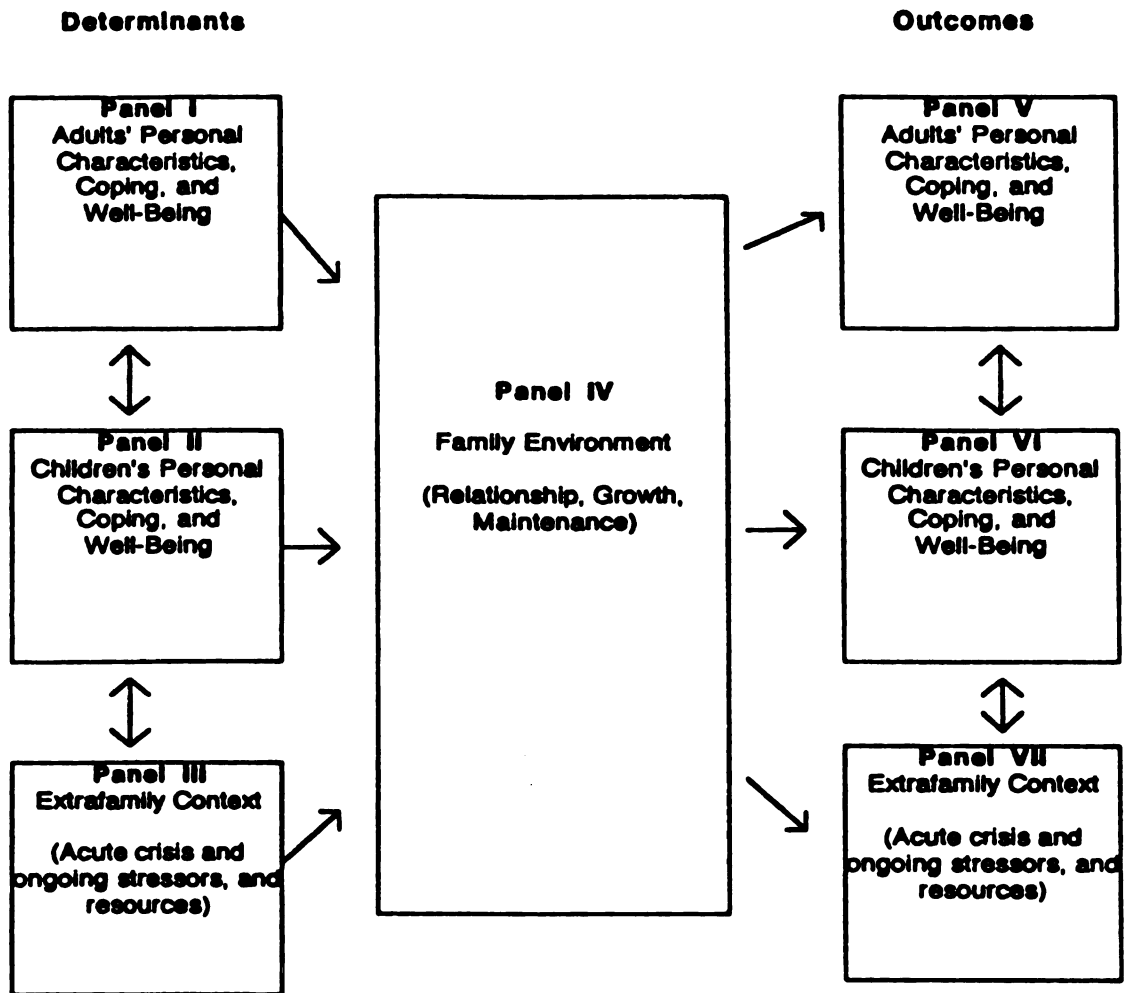 Determinants
Outcomes
Panel I
Adults' Personal
Characteristics,
Coping, and
Well-Being
Panel II
Children's Personal
Characteristics,
Coping, and
Well-Being
Panel III
Extrafamily Context
(Acute crisis and
ongoing stressors, and
resources)
Panel IV
Family Environment
(Relationship, Growth,
Maintenance)
Panel V
Adults' Personal
Characteristics,
Coping, and
Well-Being
Panel VI
Children's Personal
Characteristics,
Coping, and
Well-Being
Panel VII
Extrafamily Context
(Acute crisis and
ongoing stressors, and
resources)